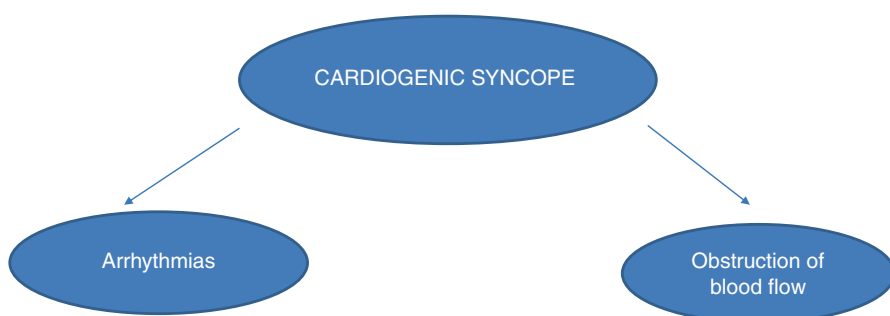 CARDIOGENIC SYNCOPE
Arrhythmias
Obstruction of
blood flow